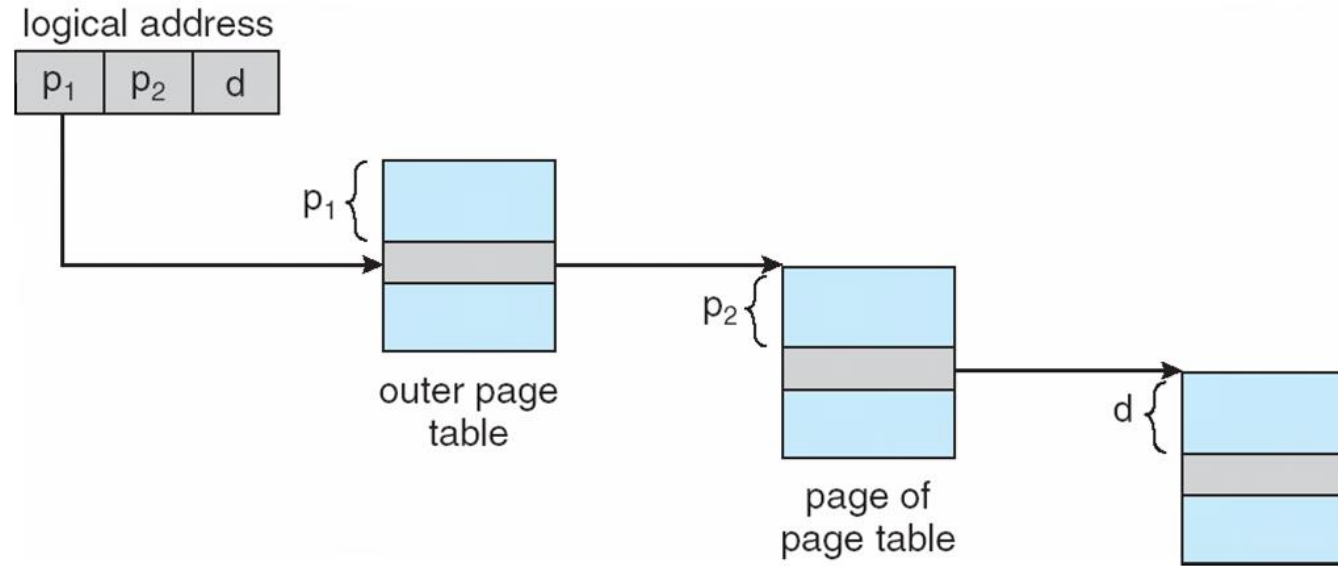 logical address
p₁ p₂ d
p₁
outer page
table
p₂
page of
page table
d